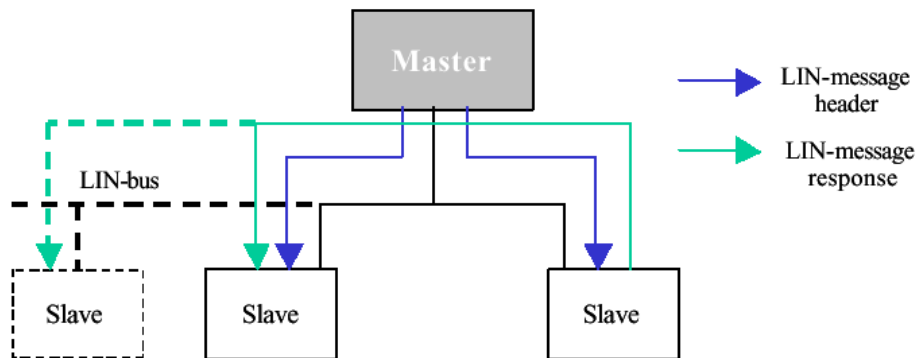 Master
LIN-message
header
LIN-message
response
LIN-bus
Slave
Slave
Slave